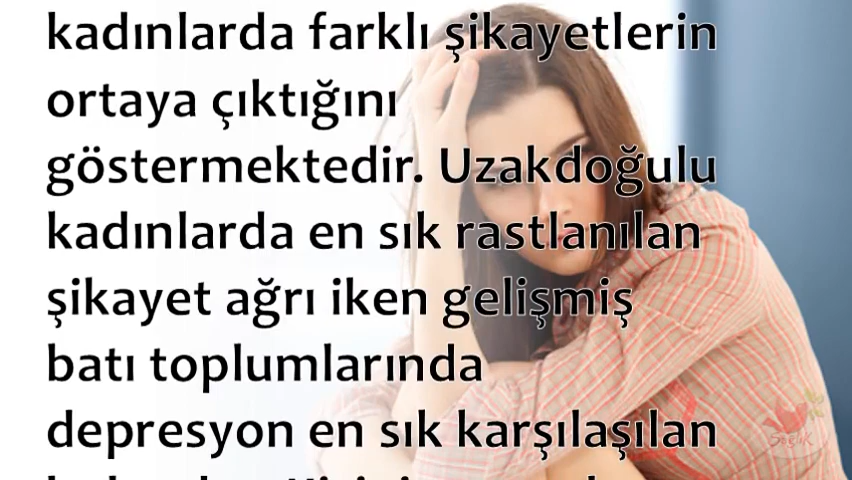 kadınlarda farklı şikayetlerin
ortaya çıktığını
göstermektedir. Uzakdoğulu
kadınlarda en sık rastlanılan
şikayet ağrı iken gelişmiş
batı toplumlarında
depresyon en sık karşılaşılan
Sağlık